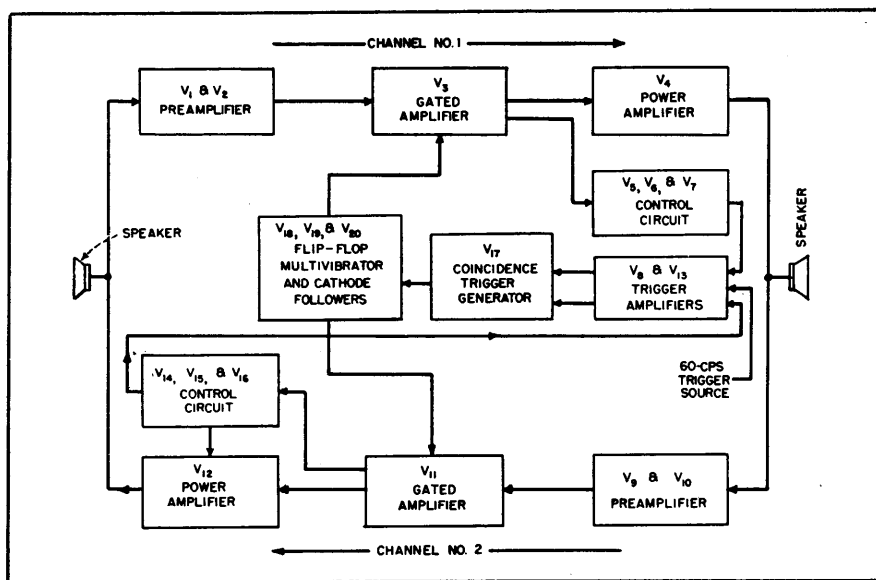 CHANNEL NO. 1
V1 & V2
PREAMPLIFIER
V3
GATED
AMPLIFIER
V4
POWER
AMPLIFIER
V5, V6, & V7
CONTROL
CIRCUIT
SPEAKER
SPEAKER
V18, V19, & V20
FLIP-FLOP
MULTIVIBRATOR
AND CATHODE
FOLLOWERS
V17
COINCIDENCE
TRIGGER
GENERATOR
V8 & V13
TRIGGER
AMPLIFIERS
60-CPS
TRIGGER
SOURCE
V14, V15, & V16
CONTROL
CIRCUIT
V12
POWER
AMPLIFIER
V11
GATED
AMPLIFIER
V9 & V10
PREAMPLIFIER
CHANNEL NO. 2